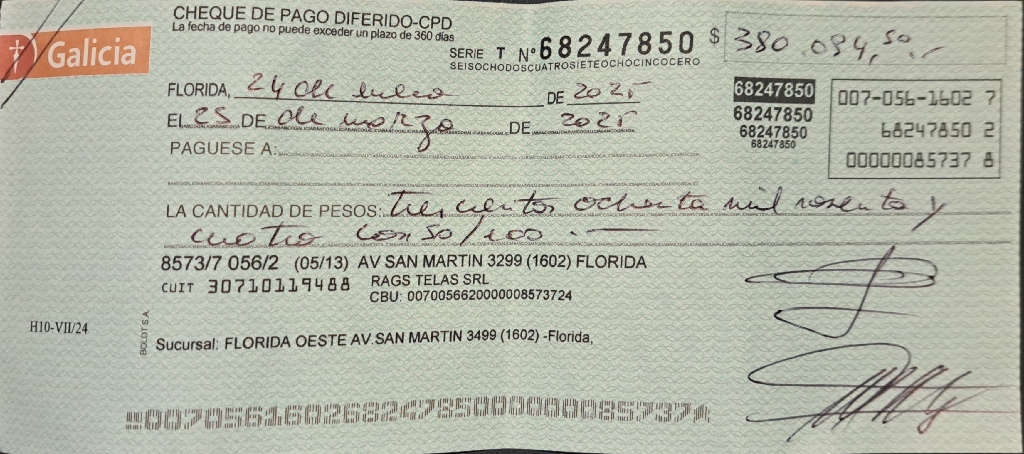 Galicia
CHEQUE DE PAGO DIFERIDO-CPD
La fecha de pago no puede exceder un plazo de 360 días
SERIE T Nº 68247850 $ 380.094,50.-
SEISOCHODOSCUATROSIETEOCHOCINCOCERO
FLORIDA, 24 de enero DE 2025
EL 25 DE de marzo DE 2025
PAGUESE A:
68247850
68247850
68247850
68247850
007-056-1602 7
68247850 2
00000085737 8
LA CANTIDAD DE PESOS: trescientos ochenta mil noventa y
cuatro con 50/100.-
8573/7 056/2 (05/13) AV SAN MARTIN 3299 (1602) FLORIDA
CUIT 30710119488 RAGS TELAS SRL
CBU: 0070056620000008573724
H10-VII/24
BOLDT S.A.
Sucursal: FLORIDA OESTE AV.SAN MARTIN 3499 (1602) -Florida,